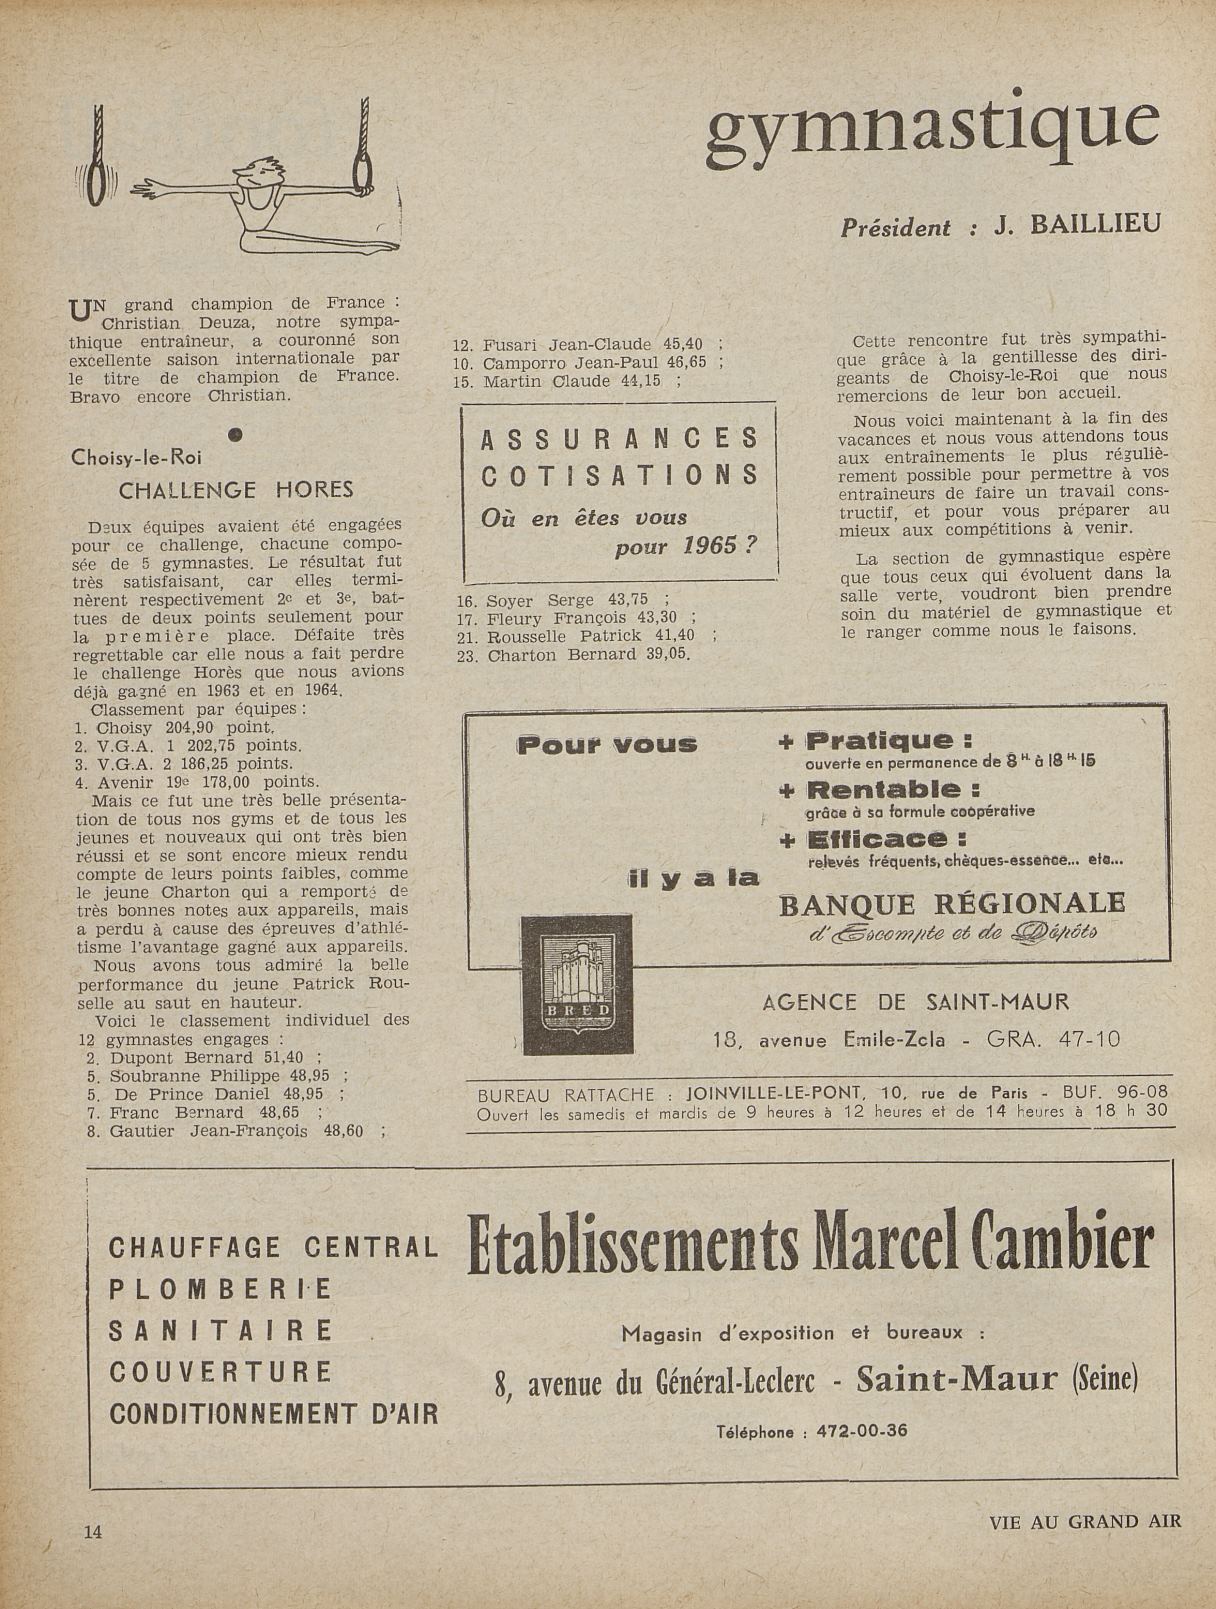 gymnastique
Président : J. BAILLIEU
UN grand champion de France :
Christian Deuza, notre sympa-
thique entraîneur, a couronné son
excellente saison internationale par
le titre de champion de France.
Bravo encore Christian.
Choisy-le-Roi
CHALLENGE HORES
Deux équipes avaient été engagées
pour ce challenge, chacune compo-
sée de 5 gymnastes. Le résultat fut
très satisfaisant, car elles termi-
nèrent respectivement 2e et 3e, bat-
tues de deux points seulement pour
la première place. Défaite très
regrettable car elle nous a fait perdre
le challenge Horès que nous avions
déjà gagné en 1963 et en 1964.
Classement par équipes :
1. Choisy 204,90 point.
2. V.G.A. 1 202,75 points.
3. V.G.A. 2 186,25 points.
4. Avenir 19e 178,00 points.
Mais ce fut une très belle présenta-
tion de tous nos gyms et de tous les
jeunes et nouveaux qui ont très bien
réussi et se sont encore mieux rendu
compte de leurs points faibles, comme
le jeune Charton qui a remporté de
très bonnes notes aux appareils, mais
a perdu à cause des épreuves d'athlé-
tisme l'avantage gagné aux appareils.
Nous avons tous admiré la belle
performance du jeune Patrick Rou-
selle au saut en hauteur.
Voici le classement individuel des
12 gymnastes engages :
2. Dupont Bernard 51,40 ;
5. Soubranne Philippe 48,95 ;
5. De Prince Daniel 48,95 ;
7. Franc Bernard 48,65 ;
8. Gautier Jean-François 48,60 ;
12. Fusari Jean-Claude 45,40 ;
10. Camporro Jean-Paul 46,65 ;
15. Martin Claude 44,15 ;
ASSURANCES
COTISATIONS
Où en êtes vous
pour 1965 ?
16. Soyer Serge 43,75 ;
17. Fleury François 43,30 ;
21. Rousselle Patrick 41,40 ;
23. Charton Bernard 39,05.
Cette rencontre fut très sympathi-
que grâce à la gentillesse des diri-
geants de Choisy-le-Roi que nous
remercions de leur bon accueil.
Nous voici maintenant à la fin des
vacances et nous vous attendons tous
aux entraînements le plus réguliè-
rement possible pour permettre à vos
entraîneurs de faire un travail cons-
tructif, et pour vous préparer au
mieux aux compétitions à venir.
La section de gymnastique espère
que tous ceux qui évoluent dans la
salle verte, voudront bien prendre
soin du matériel de gymnastique et
le ranger comme nous le faisons.
Pour vous
+ Pratique :
ouverte en permanence de 8 H. à 18 H. 15
+ Rentable :
grâce à sa formule coopérative
+ Efficace :
relevés fréquents, chèques-essence... etc...
il y a la
BANQUE RÉGIONALE
d'Escompte et de Dépôts
BRED
AGENCE DE SAINT-MAUR
18, avenue Emile-Zcla - GRA. 47-10
BUREAU RATTACHE : JOINVILLE-LE-PONT, 10, rue de Paris - BUF. 96-08
Ouvert les samedis et mardis de 9 heures à 12 heures et de 14 heures à 18 h 30
CHAUFFAGE CENTRAL
PLOMBERIE
SANITAIRE
COUVERTURE
CONDITIONNEMENT D'AIR
Etablissements Marcel Cambier
Magasin d'exposition et bureaux :
8, avenue du Général-Leclerc - Saint-Maur (Seine)
Téléphone : 472-00-36
14
VIE AU GRAND AIR